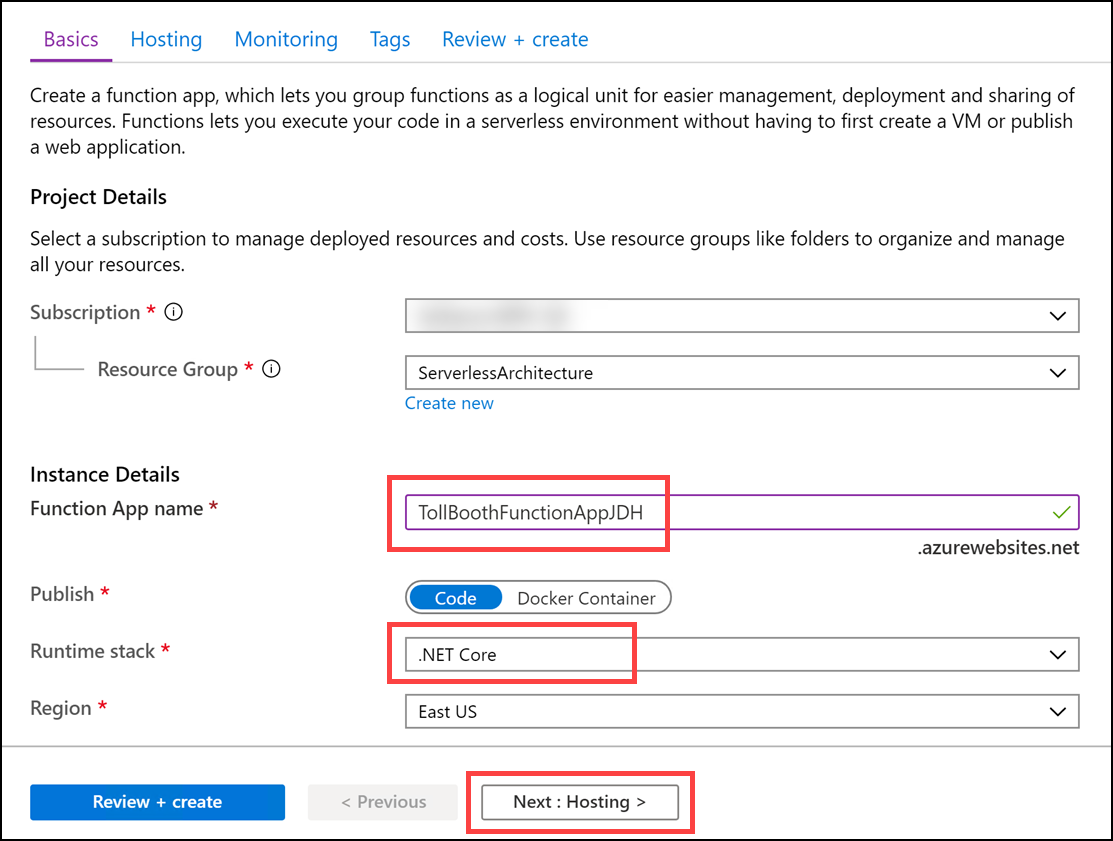 Basics Hosting Monitoring Tags Review + create
Create a function app, which lets you group functions as a logical unit for easier management, deployment and sharing of
resources. Functions lets you execute your code in a serverless environment without having to first create a VM or publish
a web application.
Project Details
Select a subscription to manage deployed resources and costs. Use resource groups like folders to organize and manage
all your resources.
Subscription *
Resource Group * ServerlessArchitecture
Create new
Instance Details
Function App name * TollBoothFunctionAppJDH
.azurewebsites.net
Publish * Code Docker Container
Runtime stack * .NET Core
Region * East US
Review + create < Previous Next : Hosting >